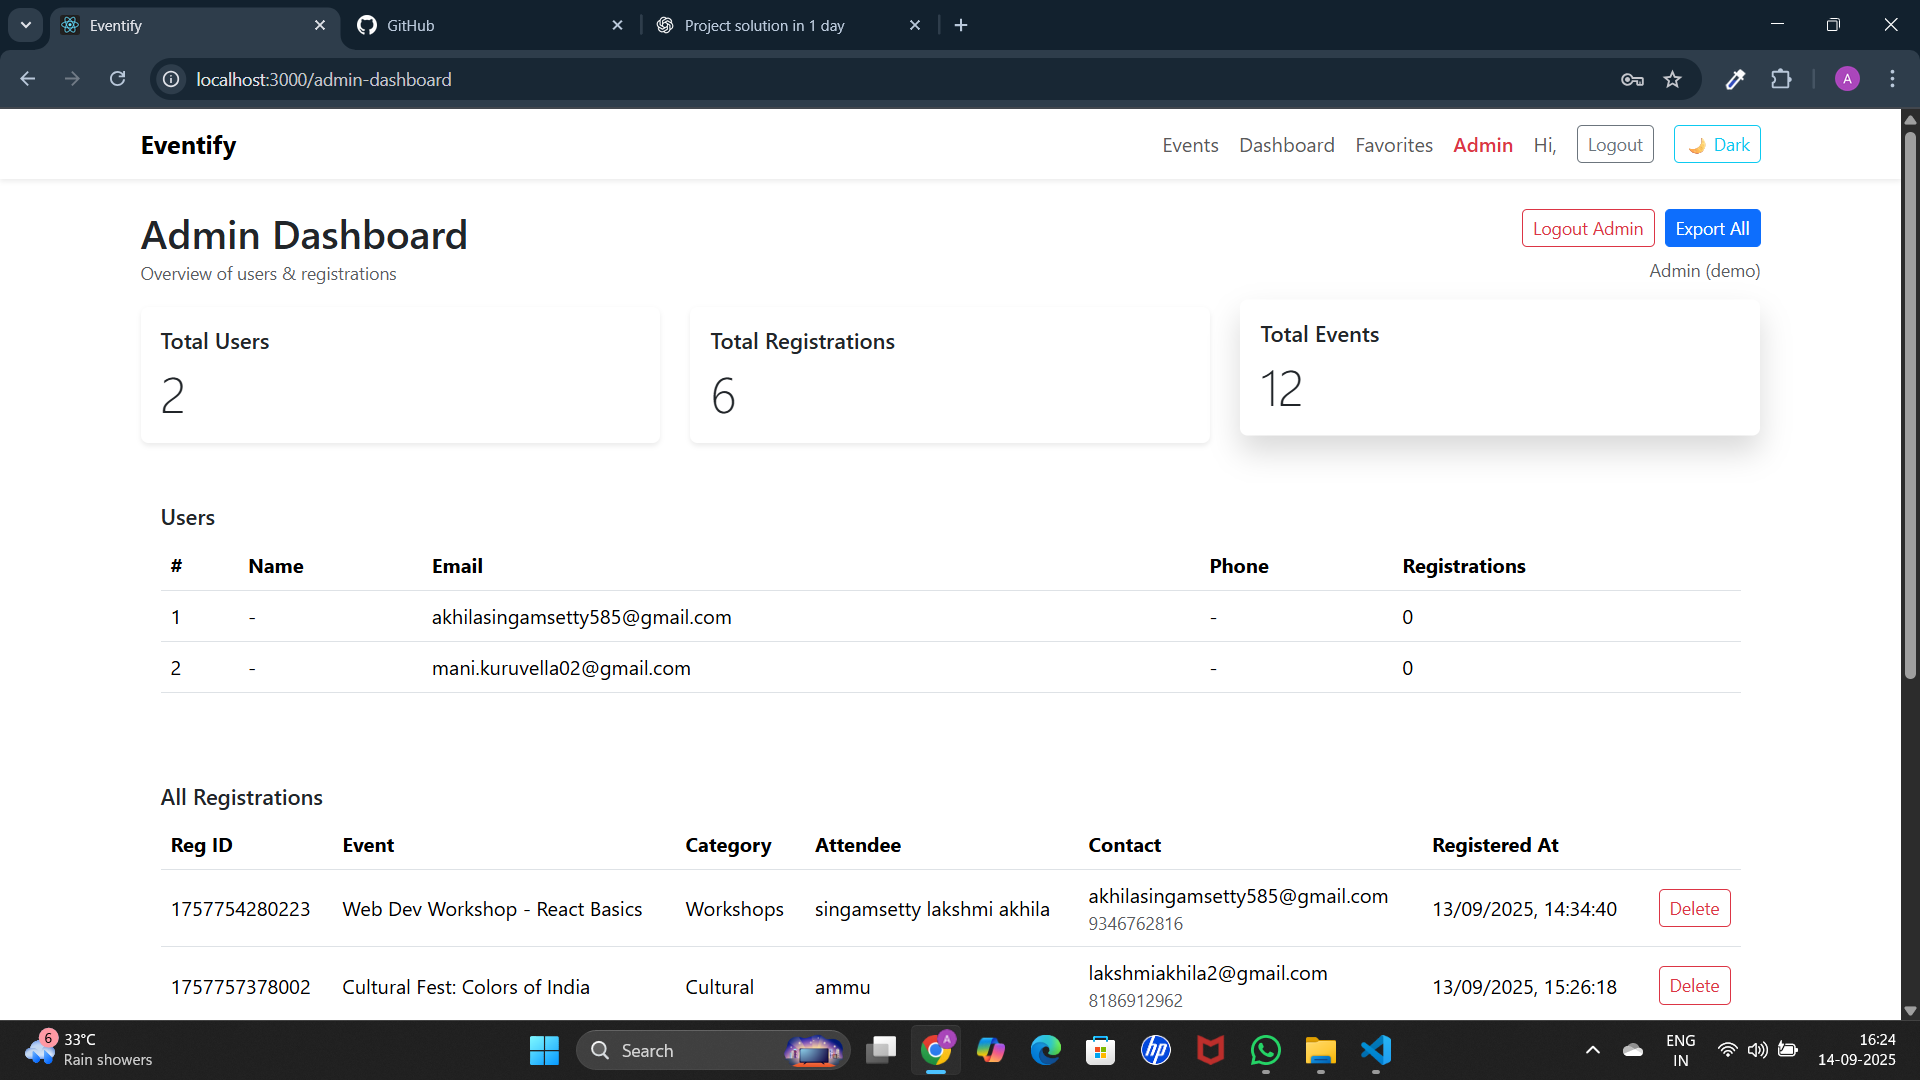 Eventify
GitHub
Project solution in 1 day
localhost:3000/admin-dashboard
A
Eventify
Events Dashboard Favorites Admin Hi, Logout 🌙 Dark
Admin Dashboard
Overview of users & registrations
Logout Admin Export All
Admin (demo)
Total Users
2
Total Registrations
6
Total Events
12
Users
# Name Email Phone Registrations
1 - akhilasingamsetty585@gmail.com - 0
2 - mani.kuruvella02@gmail.com - 0
All Registrations
Reg ID Event Category Attendee Contact Registered At
1757754280223 Web Dev Workshop - React Basics Workshops singamsetty lakshmi akhila akhilasingamsetty585@gmail.com 13/09/2025, 14:34:40 Delete
9346762816
1757757378002 Cultural Fest: Colors of India Cultural ammu lakshmiakhila2@gmail.com 13/09/2025, 15:26:18 Delete
8186912962
6
33°C
Rain showers
Search
A
hp
ENG
IN
16:24
14-09-2025